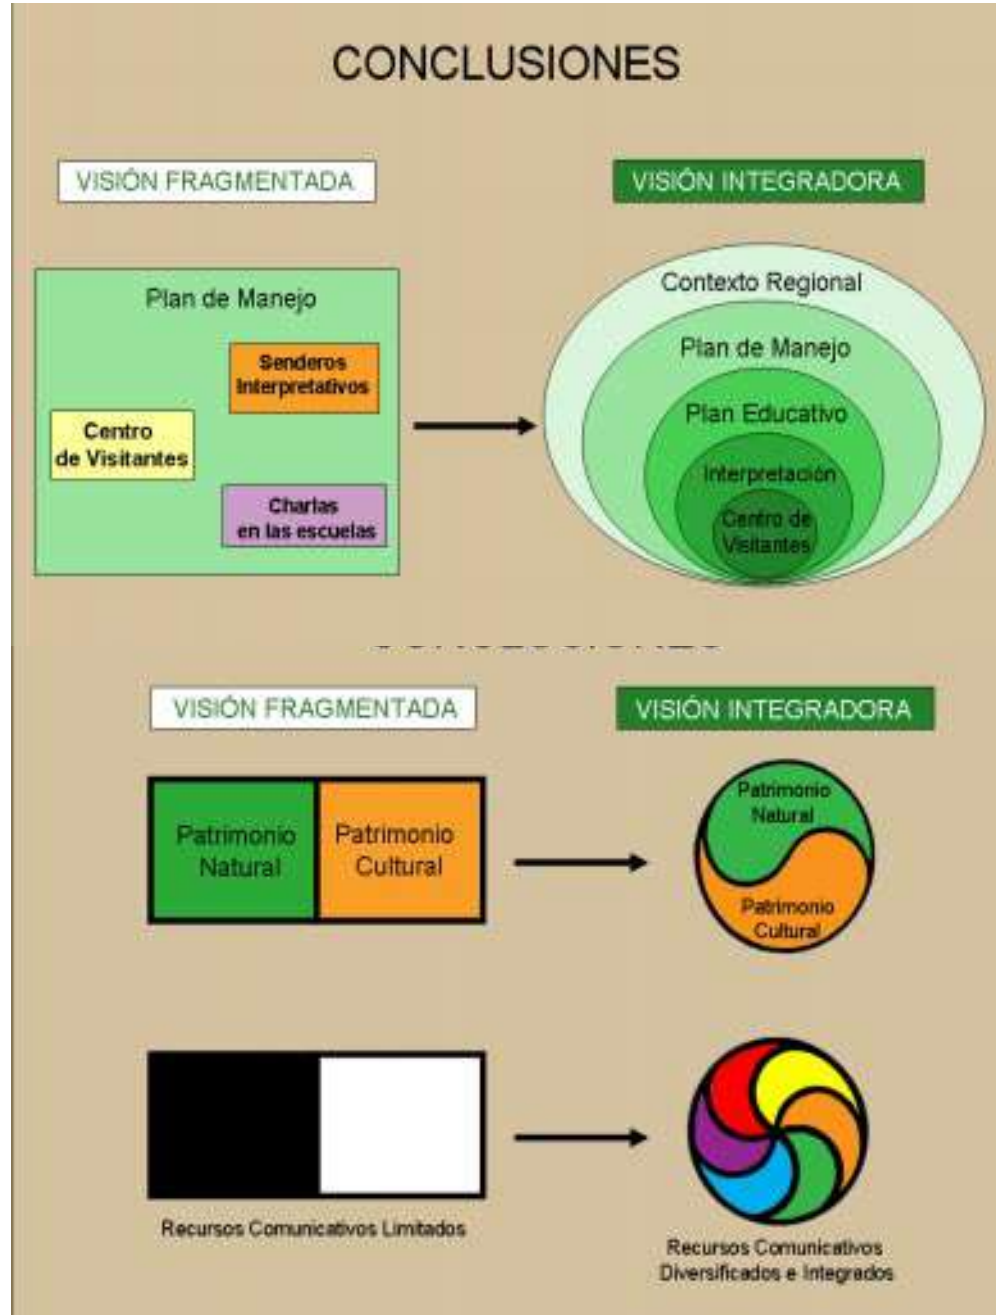 CONCLUSIONES
VISIÓN FRAGMENTADA
VISIÓN INTEGRADORA
Plan de Manejo
Senderos
Interpretativos
Centro
de Visitantes
Charlas
en las escuelas
Contexto Regional
Plan de Manejo
Plan Educativo
Interpretación
Centro de
Visitantes
VISIÓN FRAGMENTADA
VISIÓN INTEGRADORA
Patrimonio
Natural
Patrimonio
Cultural
Patrimonio
Natural
Patrimonio
Cultural
Recursos Comunicativos Limitados
Recursos Comunicativos
Diversificados e Integrados